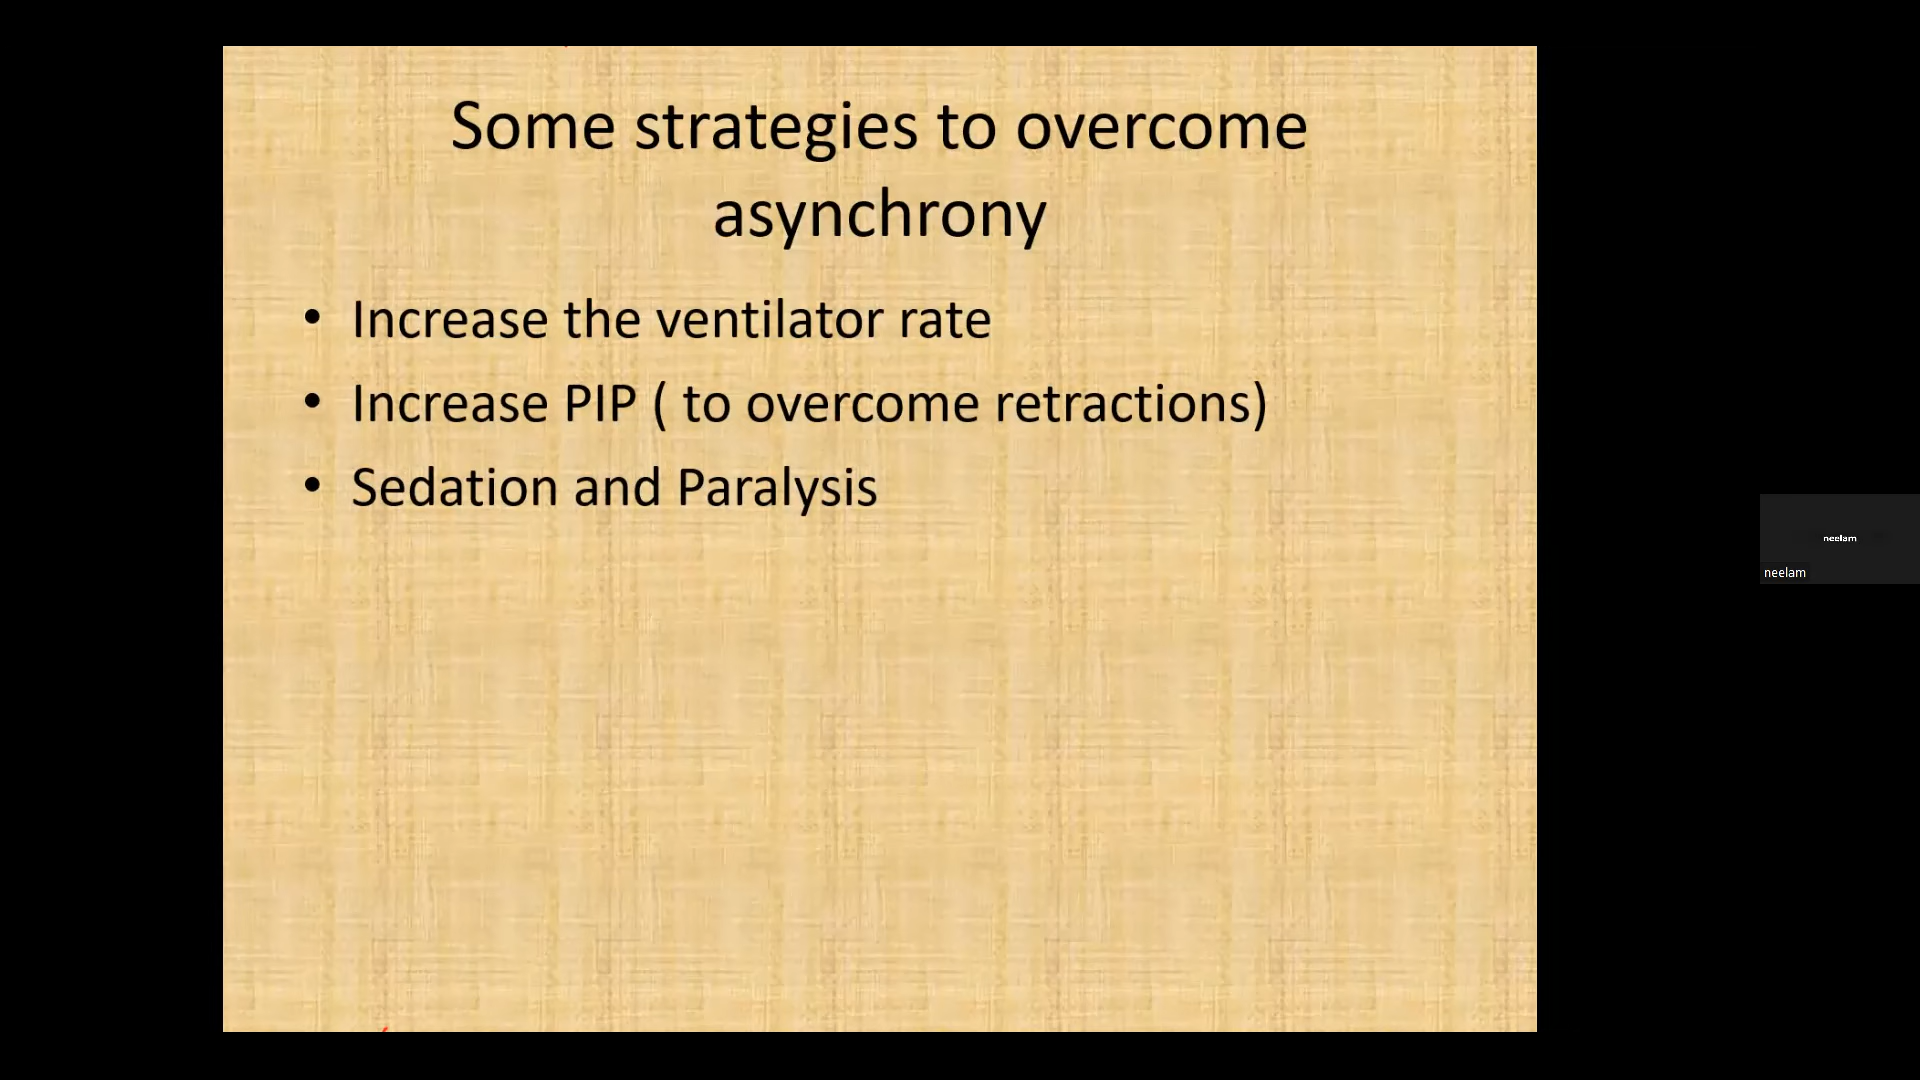 Some strategies to overcome
asynchrony
• Increase the ventilator rate
• Increase PIP ( to overcome retractions)
• Sedation and Paralysis
neelam
neelam